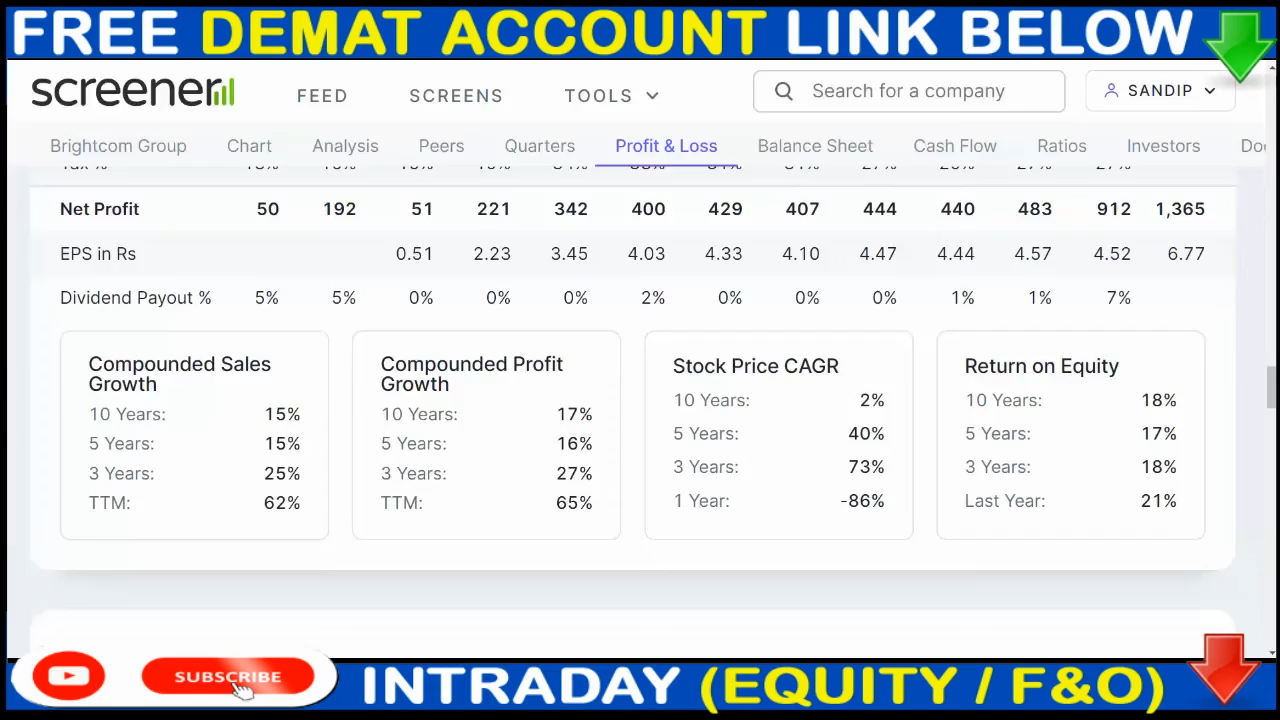 FREE DEMAT ACCOUNT LINK BELOW
screener
FEED SCREENS TOOLS
Search for a company
SANDIP
Brightcom Group Chart Analysis Peers Quarters Profit & Loss Balance Sheet Cash Flow Ratios Investors Doc
Net Profit 50 192 51 221 342 400 429 407 444 440 483 912 1,365
EPS in Rs 0.51 2.23 3.45 4.03 4.33 4.10 4.47 4.44 4.57 4.52 6.77
Dividend Payout % 5% 5% 0% 0% 0% 2% 0% 0% 0% 1% 1% 7%
Compounded Sales
Growth
10 Years: 15%
5 Years: 15%
3 Years: 25%
TTM: 62%
Compounded Profit
Growth
10 Years: 17%
5 Years: 16%
3 Years: 27%
TTM: 65%
Stock Price CAGR
10 Years: 2%
5 Years: 40%
3 Years: 73%
1 Year: -86%
Return on Equity
10 Years: 18%
5 Years: 17%
3 Years: 18%
Last Year: 21%
SUBSCRIBE
INTRADAY (EQUITY / F&O)